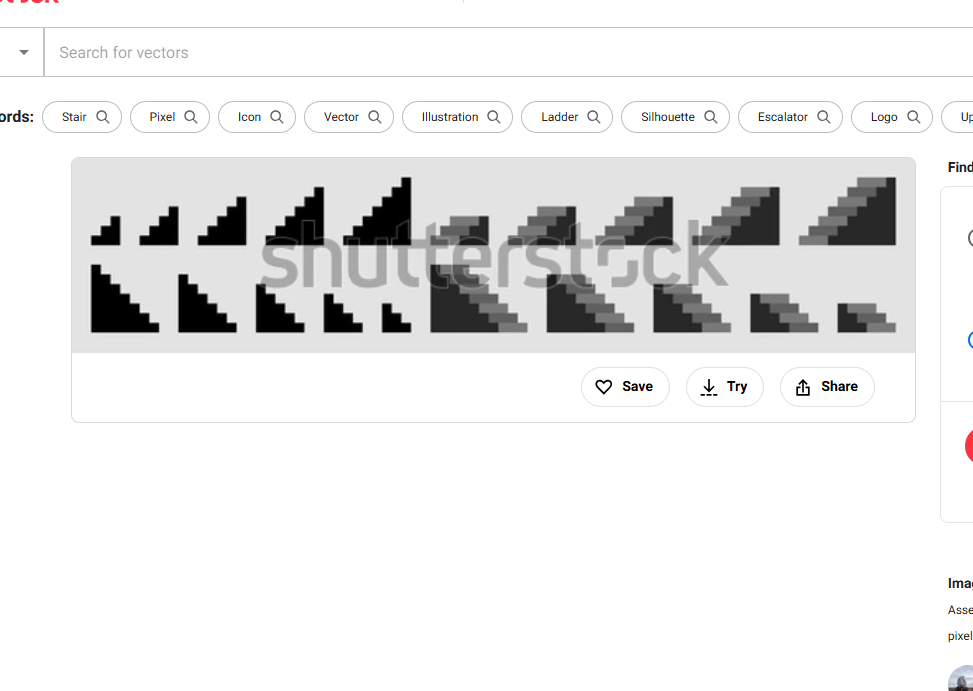 Search for vectors
ords: Stair Pixel Icon Vector Illustration Ladder Silhouette Escalator Logo Up
Find
shutterstock
Save Try Share
Ima
Asse
pixel